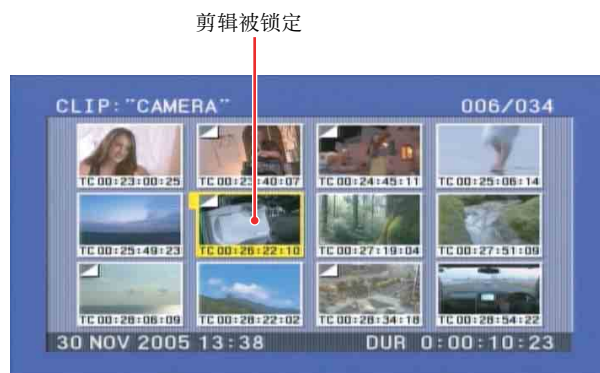 剪辑被锁定
CLIP:"CAMERA" 006/034
TC 00:23:00:25 TC 00:23:40:07 TC 00:24:45:11 TC 00:25:06:14
TC 00:25:49:23 TC 00:26:22:10 TC 00:27:19:04 TC 00:27:51:09
TC 00:28:06:09 TC 00:28:22:02 TC 00:28:34:18 TC 00:28:54:22
30 NOV 2005 13:38 DUR 0:00:10:23